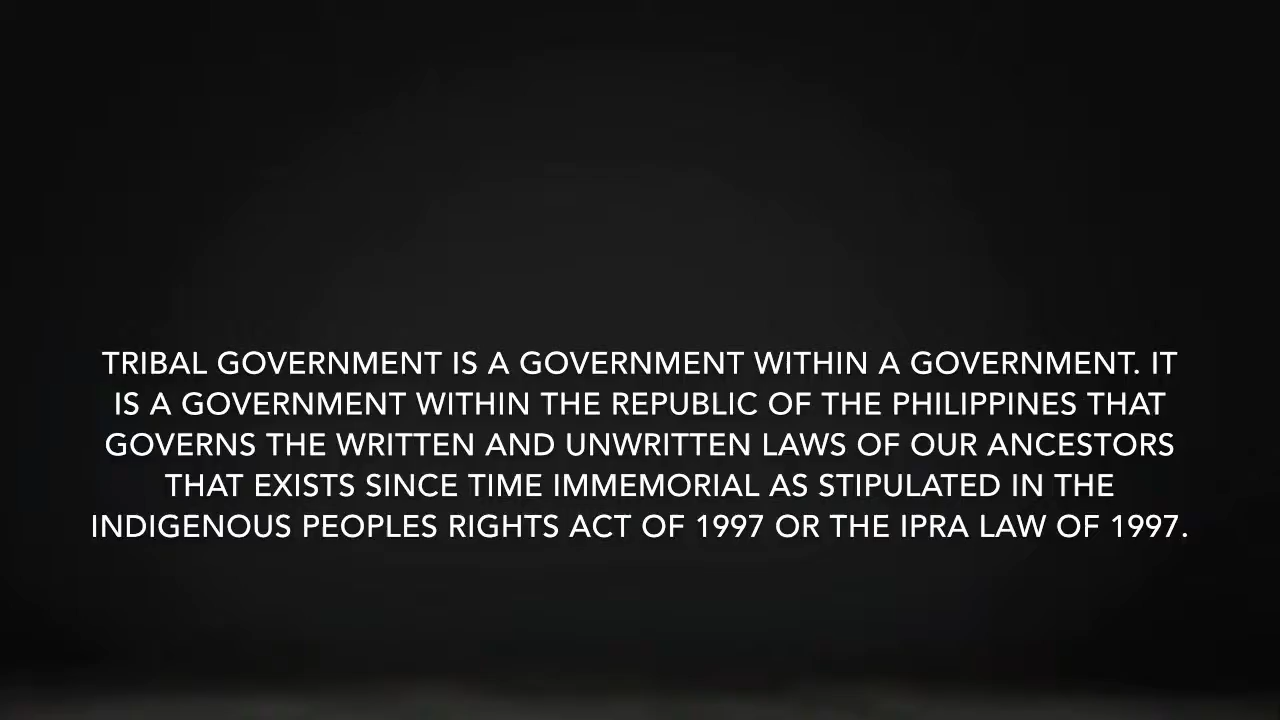 TRIBAL GOVERNMENT IS A GOVERNMENT WITHIN A GOVERNMENT. IT
IS A GOVERNMENT WITHIN THE REPUBLIC OF THE PHILIPPINES THAT
GOVERNS THE WRITTEN AND UNWRITTEN LAWS OF OUR ANCESTORS
THAT EXISTS SINCE TIME IMMEMORIAL AS STIPULATED IN THE
INDIGENOUS PEOPLES RIGHTS ACT OF 1997 OR THE IPRA LAW OF 1997.